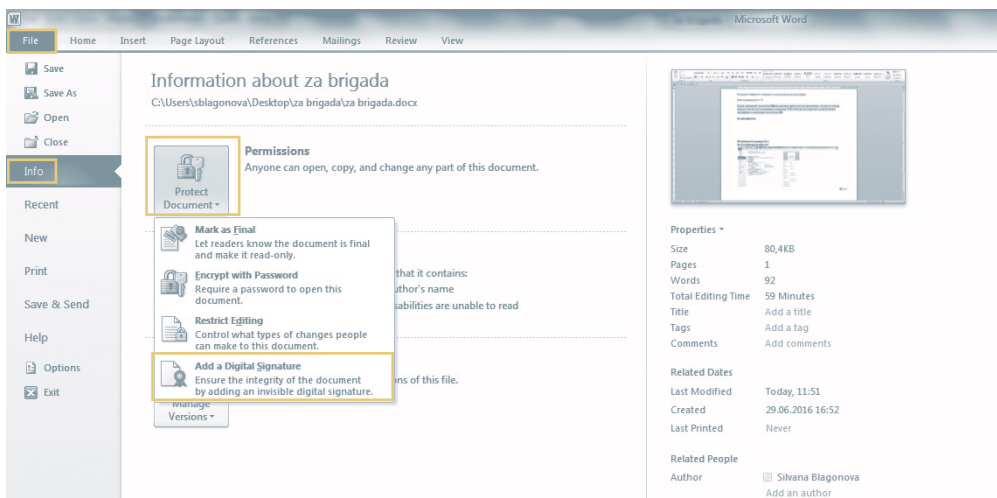 W
Microsoft Word
File Home Insert Page Layout References Mailings Review View
Save
Save As
Open
Close
Info
Recent
New
Print
Save & Send
Help
Options
Exit
Information about za brigada
C:\Users\sblagonova\Desktop\za brigada\za brigada.docx
Protect
Document
Permissions
Anyone can open, copy, and change any part of this document.
Mark as Final
Let readers know the document is final
and make it read-only.
Encrypt with Password
Require a password to open this
document.
Restrict Editing
Control what types of changes people
can make to this document.
Add a Digital Signature
Ensure the integrity of the document
by adding an invisible digital signature.
that it contains:
uthor's name
sabilities are unable to read
ons of this file.
Manage
Versions
Properties
Size 80,4KB
Pages 1
Words 92
Total Editing Time 59 Minutes
Title Add a title
Tags Add a tag
Comments Add comments
Related Dates
Last Modified Today, 11:51
Created 29.06.2016 16:52
Last Printed Never
Related People
Author Silvana Blagonova
Add an author